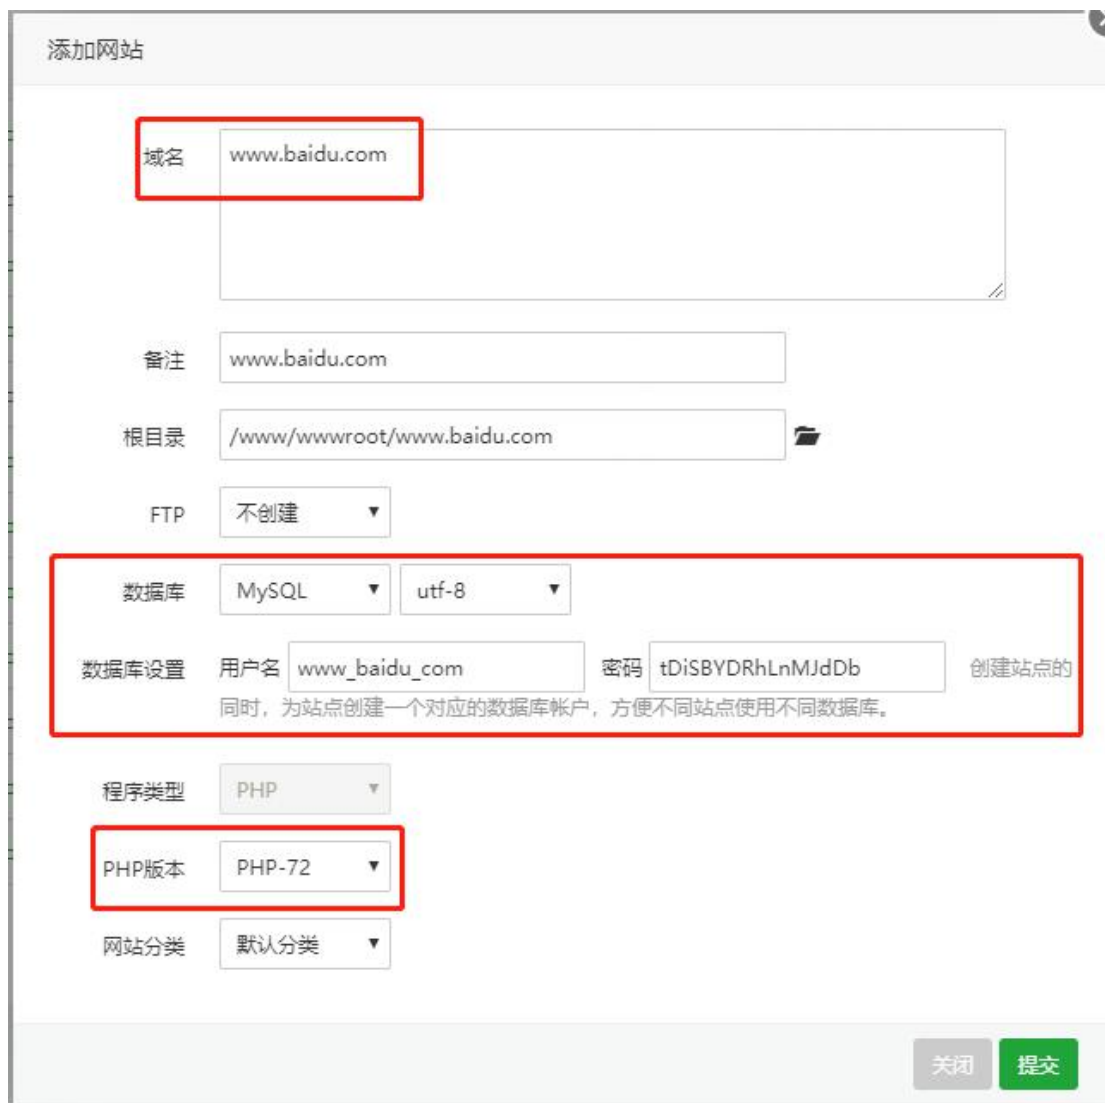 添加网站
域名 www.baidu.com
备注 www.baidu.com
根目录 /www/wwwroot/www.baidu.com
FTP 不创建
数据库 MySQL utf-8
数据库设置 用户名 www_baidu_com 密码 tDiSBYDRhLnMJdDb 创建站点的
同时，为站点创建一个对应的数据库帐户，方便不同站点使用不同数据库。
程序类型 PHP
PHP版本 PHP-72
网站分类 默认分类
关闭 提交